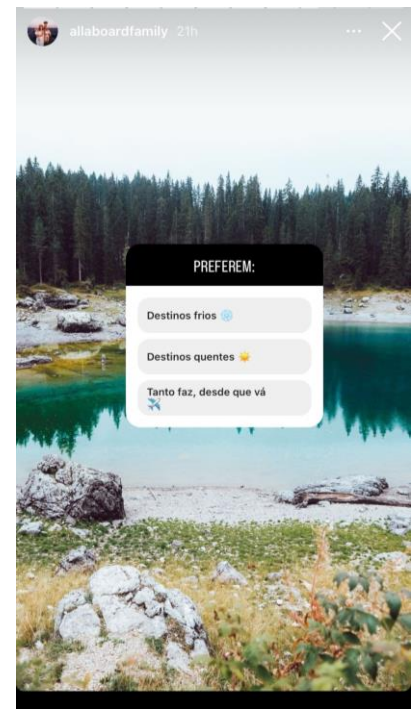 allaboardfamily 21h
PREFEREM:
Destinos frios ❄️
Destinos quentes ☀️
Tanto faz, desde que vá
✈️